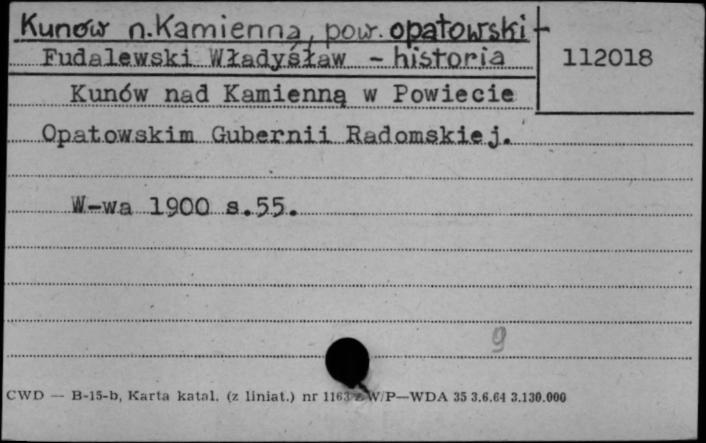 Kunów n.Kamienną, pow. opatowski -
Fudalewski Władysław - historia
112018
Kunów nad Kamienną w Powiecie
Opatowskim Gubernii Radomskiej.
W-wa 1900 s.55.
9
CWD — B-15-b, Karta katal. (z liniat.) nr 1163 z W/P—WDA 35 3.6.64 3.130.000